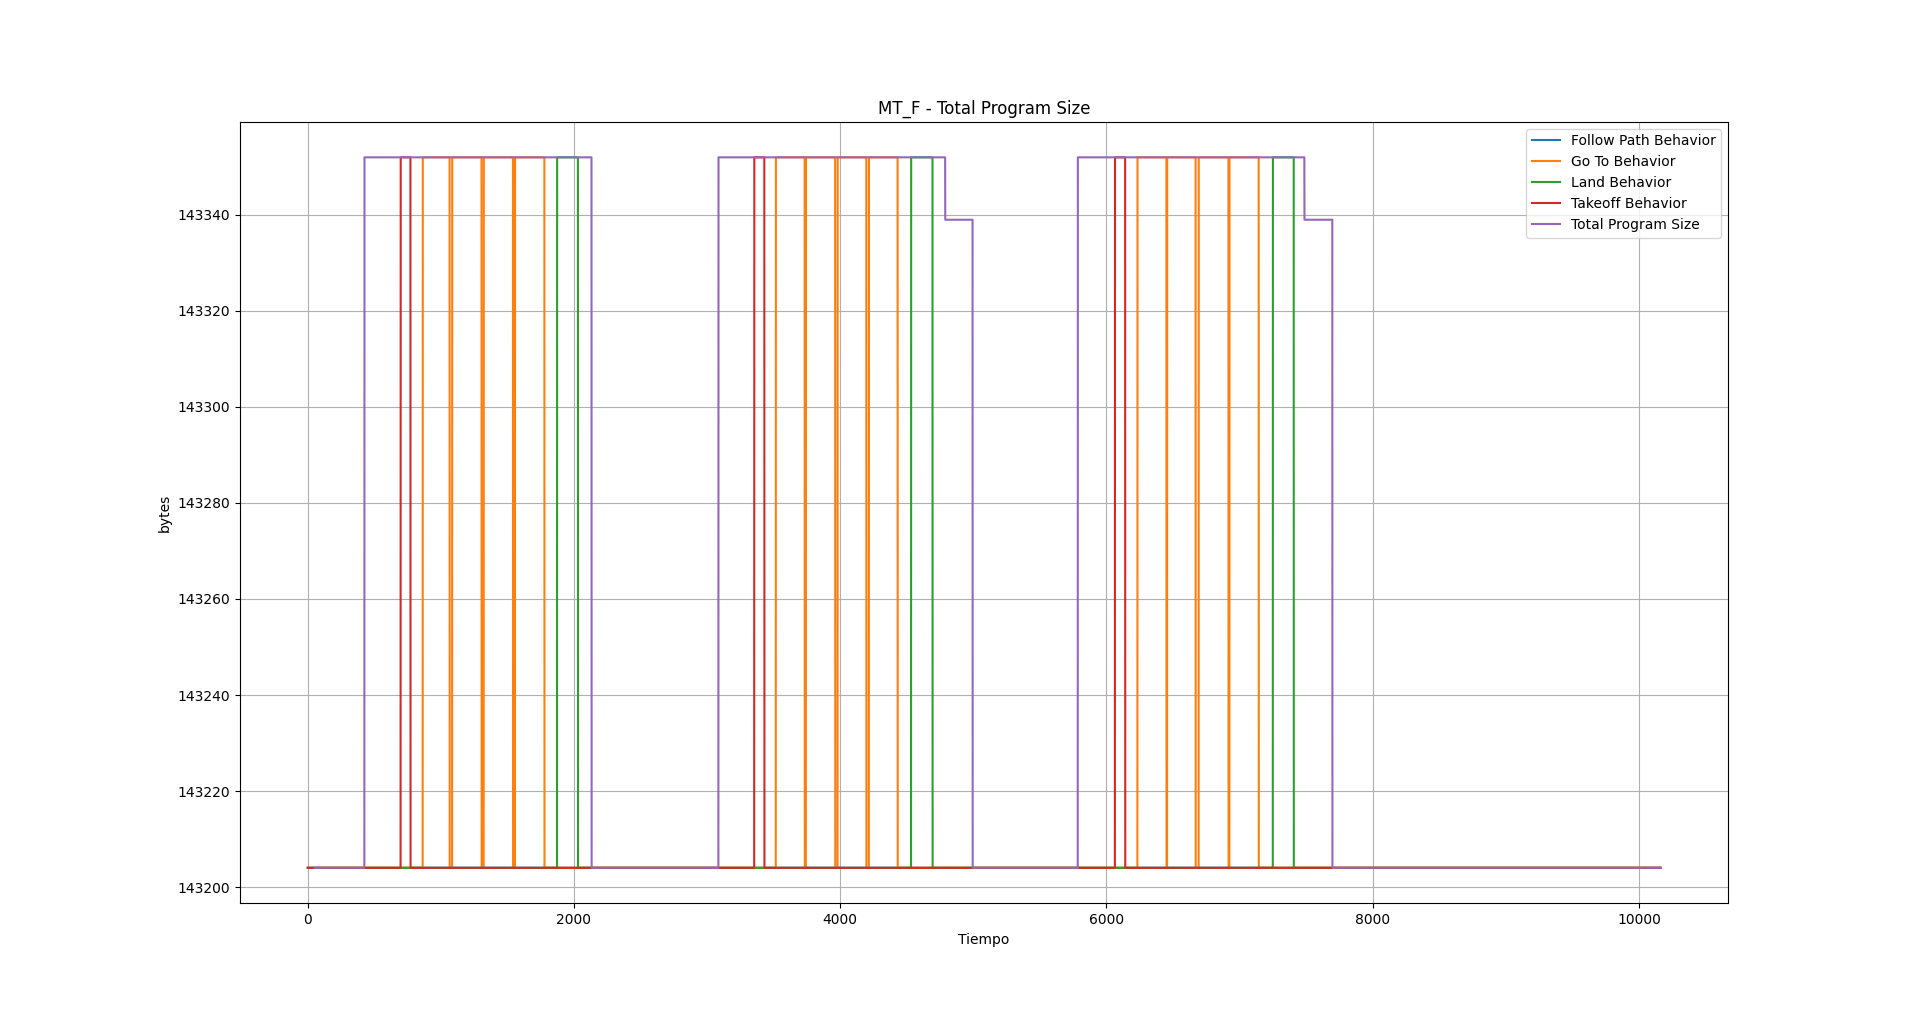 MT_F - Total Program Size
Follow Path Behavior
Go To Behavior
Land Behavior
Takeoff Behavior
Total Program Size
143340
143320
143300
143280
143260
143240
143220
143200
bytes
0 2000 4000 6000 8000 10000
Tiempo